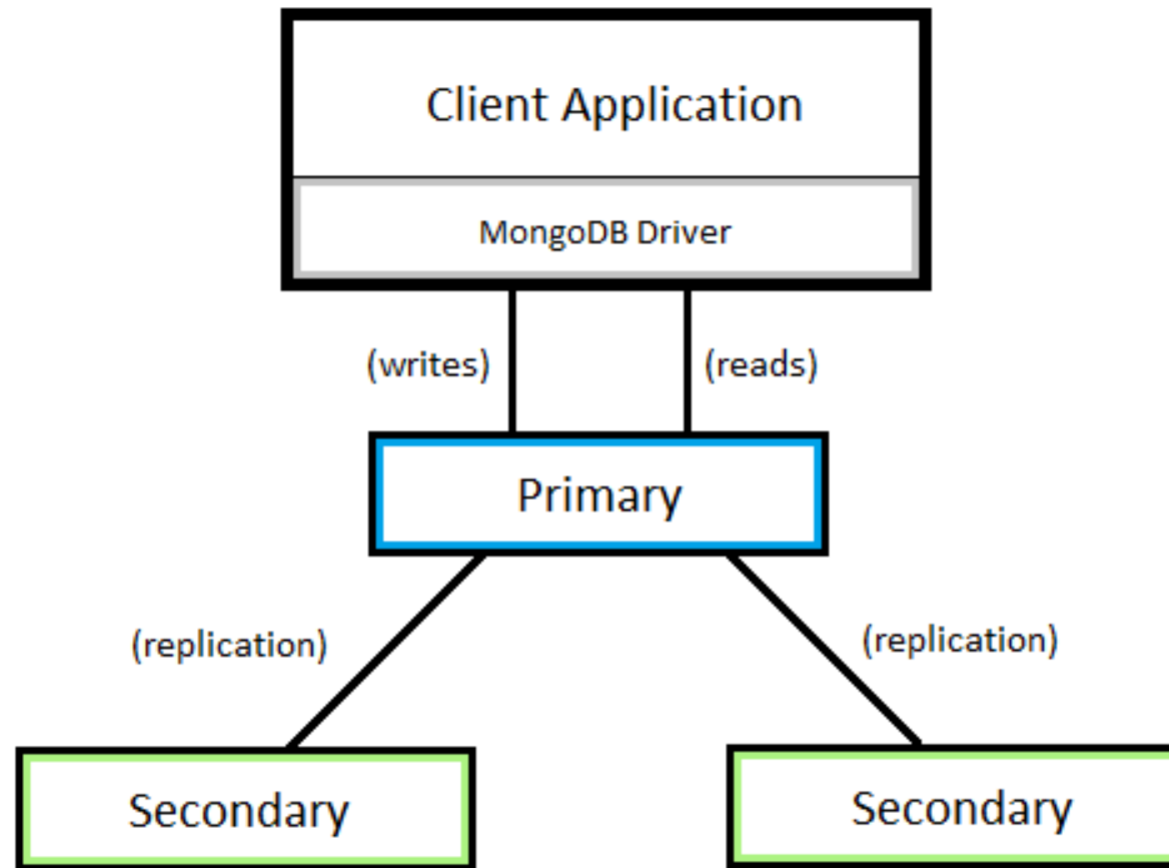 Client Application
MongoDB Driver
(writes)
(reads)
Primary
(replication)
(replication)
Secondary
Secondary